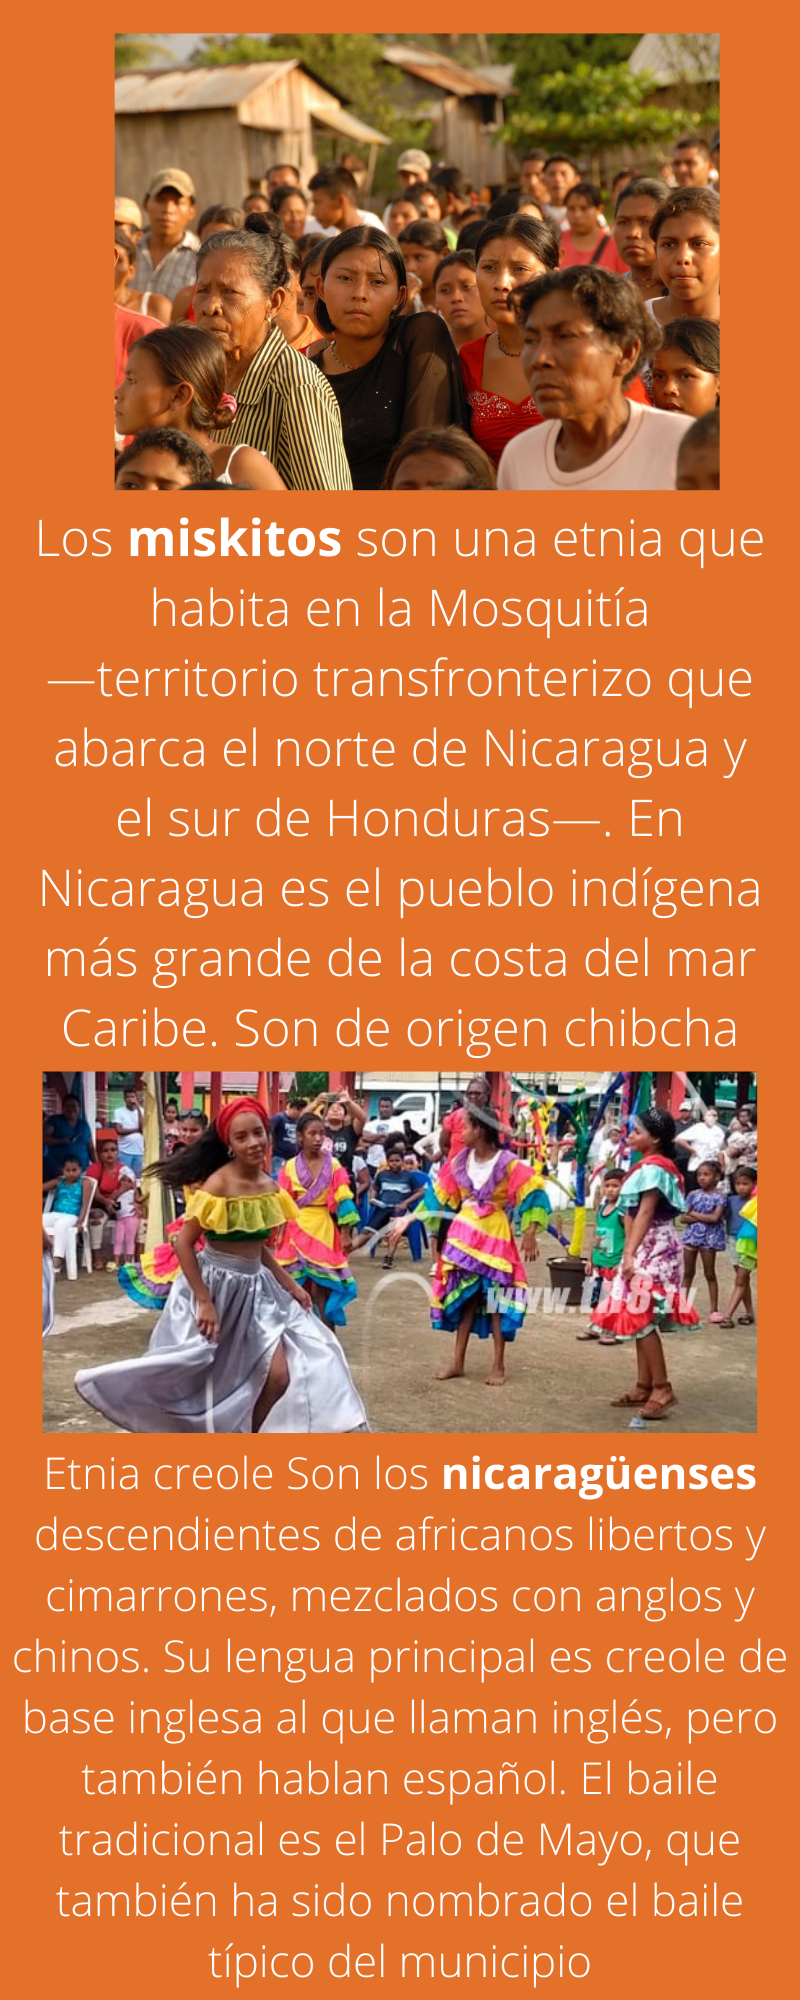 Los miskitos son una etnia que
habita en la Mosquitía
—territorio transfronterizo que
abarca el norte de Nicaragua y
el sur de Honduras—. En
Nicaragua es el pueblo indígena
más grande de la costa del mar
Caribe. Son de origen chibcha
www.tn8.tv
Etnia creole Son los nicaragüenses
descendientes de africanos libertos y
cimarrones, mezclados con anglos y
chinos. Su lengua principal es creole de
base inglesa al que llaman inglés, pero
también hablan español. El baile
tradicional es el Palo de Mayo, que
también ha sido nombrado el baile
típico del municipio